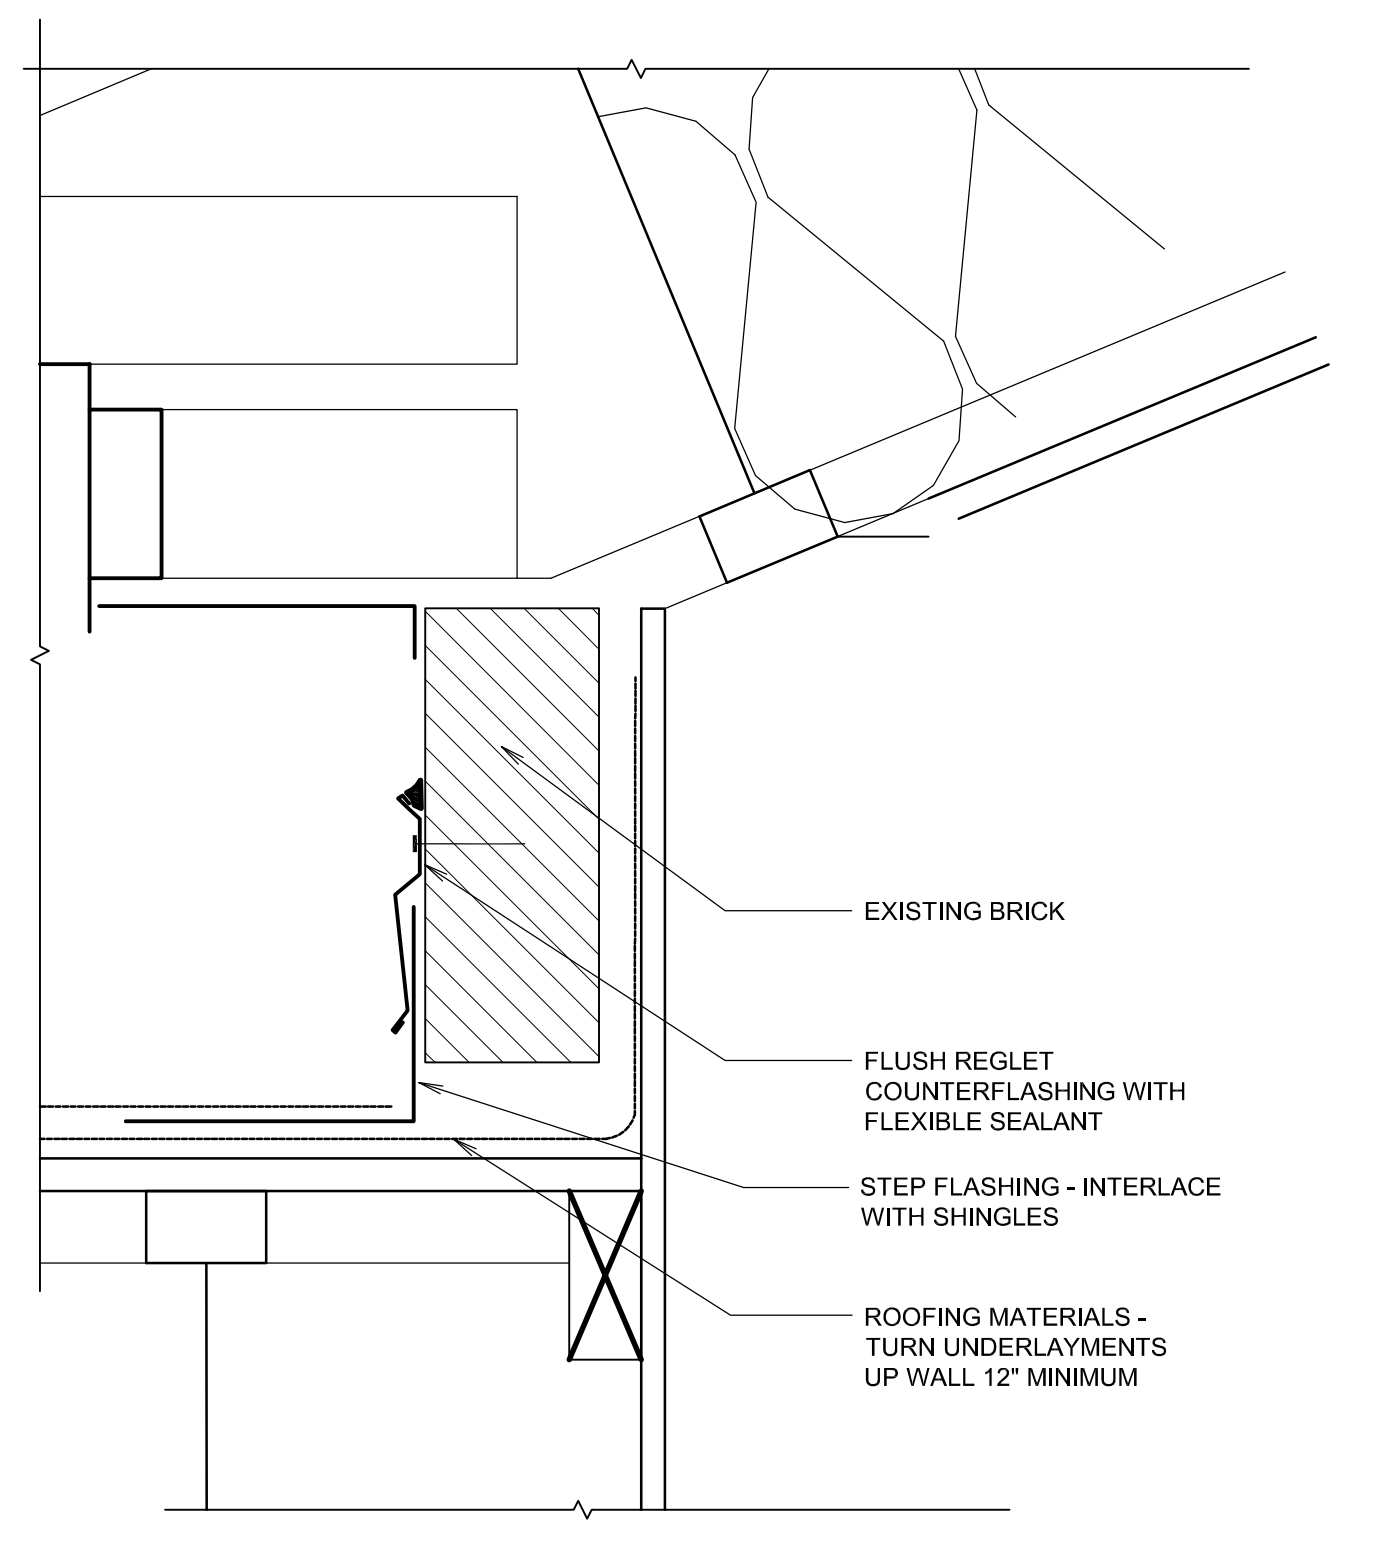 EXISTING BRICK
FLUSH REGLET
COUNTERFLASHING WITH
FLEXIBLE SEALANT
STEP FLASHING - INTERLACE
WITH SHINGLES
ROOFING MATERIALS -
TURN UNDERLAYMENTS
UP WALL 12" MINIMUM